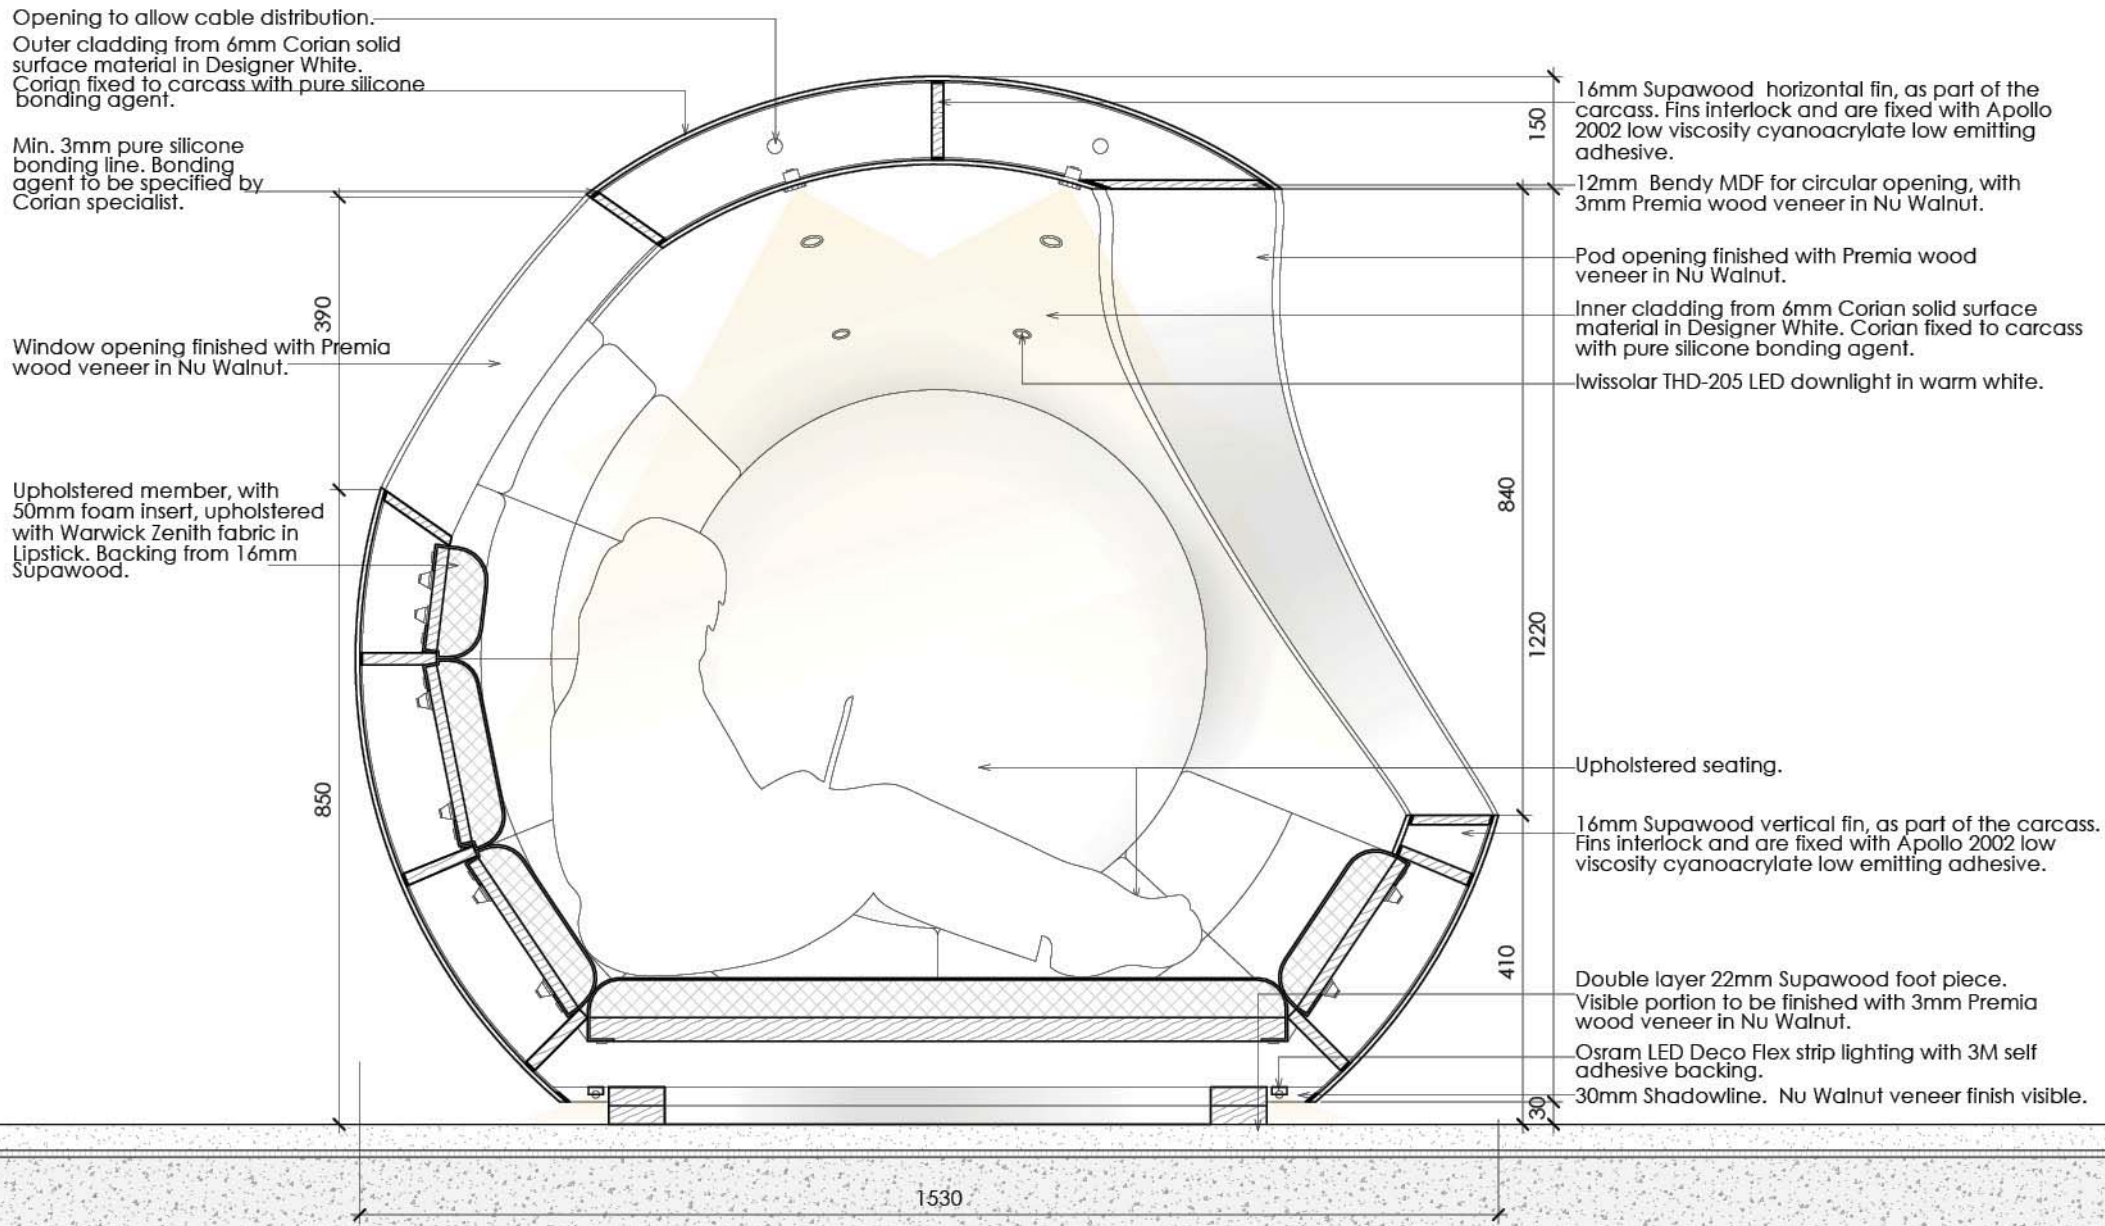 Opening to allow cable distribution.
Outer cladding from 6mm Corian solid
surface material in Designer White.
Corian fixed to carcass with pure silicone
bonding agent.
Min. 3mm pure silicone
bonding line. Bonding
agent to be specified by
Corian specialist.
390
Window opening finished with Premia
wood veneer in Nu Walnut.
Upholstered member, with
50mm foam insert, upholstered
with Warwick Zenith fabric in
Lipstick. Backing from 16mm
Supawood.
850
16mm Supawood horizontal fin, as part of the
carcass. Fins interlock and are fixed with Apollo
2002 low viscosity cyanoacrylate low emitting
adhesive.
150
12mm Bendy MDF for circular opening, with
3mm Premia wood veneer in Nu Walnut.
Pod opening finished with Premia wood
veneer in Nu Walnut.
Inner cladding from 6mm Corian solid surface
material in Designer White. Corian fixed to carcass
with pure silicone bonding agent.
Iwissolar THD-205 LED downlight in warm white.
840
1220
Upholstered seating.
16mm Supawood vertical fin, as part of the carcass.
Fins interlock and are fixed with Apollo 2002 low
viscosity cyanoacrylate low emitting adhesive.
410
Double layer 22mm Supawood foot piece.
Visible portion to be finished with 3mm Premia
wood veneer in Nu Walnut.
Osram LED Deco Flex strip lighting with 3M self
adhesive backing.
30mm Shadowline. Nu Walnut veneer finish visible.
30
1530